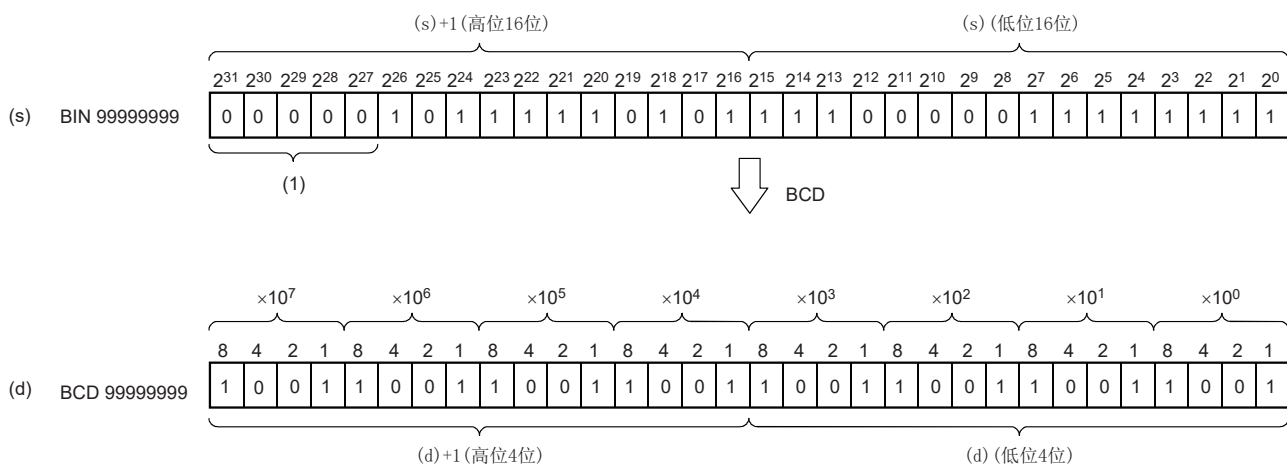 (s)+1(高位16位) (s)(低位16位)
2³¹ 2³⁰ 2²⁹ 2²⁸ 2²⁷ 2²⁶ 2²⁵ 2²⁴ 2²³ 2²² 2²¹ 2²⁰ 2¹⁹ 2¹⁸ 2¹⁷ 2¹⁶ 2¹⁵ 2¹⁴ 2¹³ 2¹² 2¹¹ 2¹⁰ 2⁹ 2⁸ 2⁷ 2⁶ 2⁵ 2⁴ 2³ 2² 2¹ 2⁰
(s) BIN 99999999 0 0 0 0 0 1 0 1 1 1 1 1 0 1 0 1 1 1 1 0 0 0 0 0 1 1 1 1 1 1 1 1
(1)
BCD
×10⁷ ×10⁶ ×10⁵ ×10⁴ ×10³ ×10² ×10¹ ×10⁰
8 4 2 1 8 4 2 1 8 4 2 1 8 4 2 1 8 4 2 1 8 4 2 1 8 4 2 1 8 4 2 1
(d) BCD 99999999 1 0 0 1 1 0 0 1 1 0 0 1 1 0 0 1 1 0 0 1 1 0 0 1 1 0 0 1 1 0 0 1
(d)+1(高位4位) (d)(低位4位)